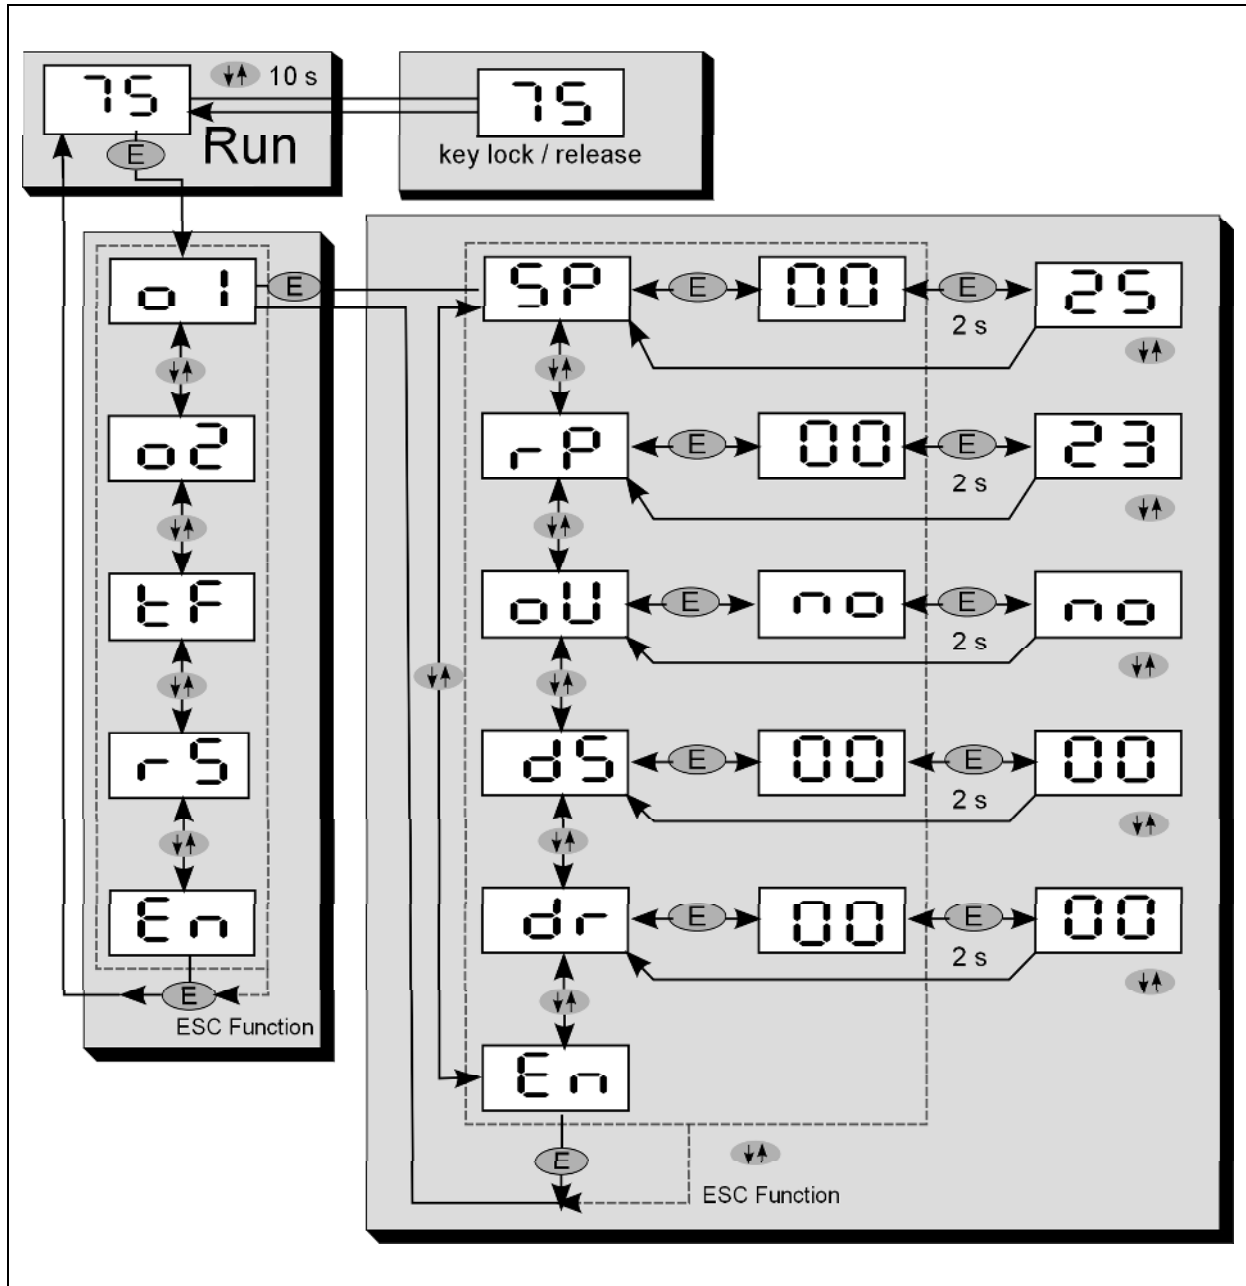 75 ↓↑ 10 s
E Run
75
key lock / release
o1 E
↓↑
o2
↓↑
tF
↓↑
rS
↓↑
En
E
ESC Function
SP E 00 E 25
2 s ↓↑
↓↑
rP E 00 E 23
2 s ↓↑
↓↑
oU E no E no
2 s ↓↑
↓↑
↓↑
dS E 00 E 00
2 s ↓↑
↓↑
dr E 00 E 00
2 s ↓↑
↓↑
En
E ↓↑
ESC Function